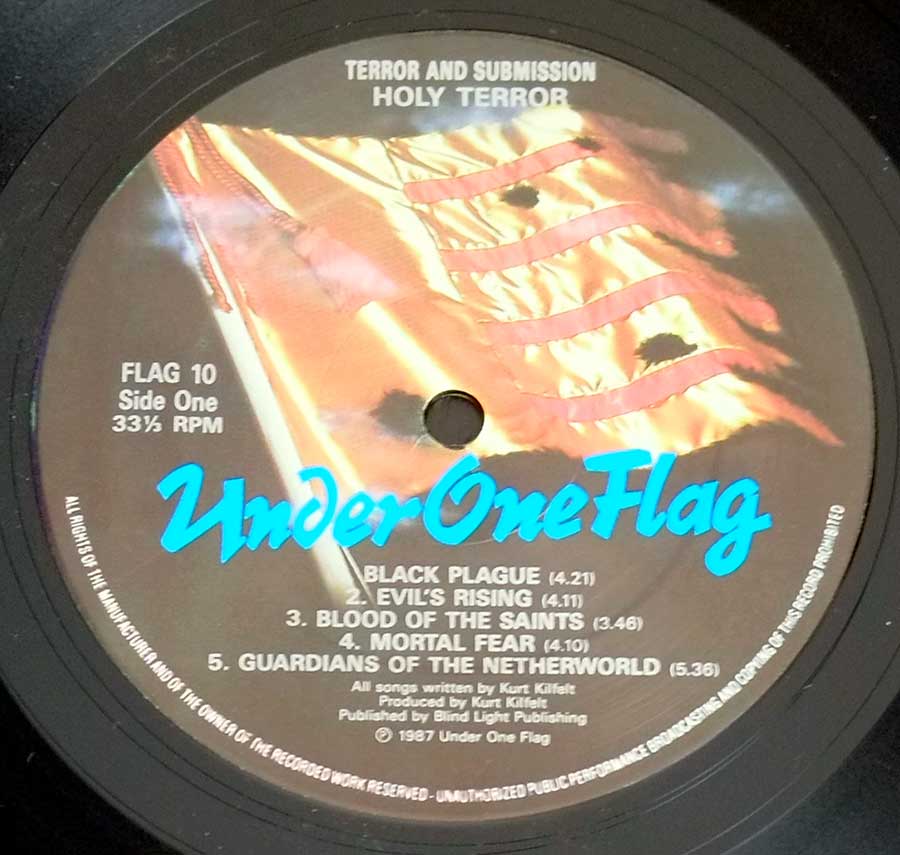 TERROR AND SUBMISSION
HOLY TERROR
FLAG 10
Side One
33⅓ RPM
Under One Flag
BLACK PLAGUE (4.21)
2. EVIL'S RISING (4.11)
3. BLOOD OF THE SAINTS (3.46)
4. MORTAL FEAR (4.10)
5. GUARDIANS OF THE NETHERWORLD (5.36)
All songs written by Kurt Kilfelt
Produced by Kurt Kilfelt
Published by Blind Light Publishing
℗ 1987 Under One Flag
ALL RIGHTS OF THE MANUFACTURER AND OF THE OWNER OF THE RECORDED WORK RESERVED - UNAUTHORIZED PUBLIC PERFORMANCE BROADCASTING AND COPYING OF THIS RECORD PROHIBITED